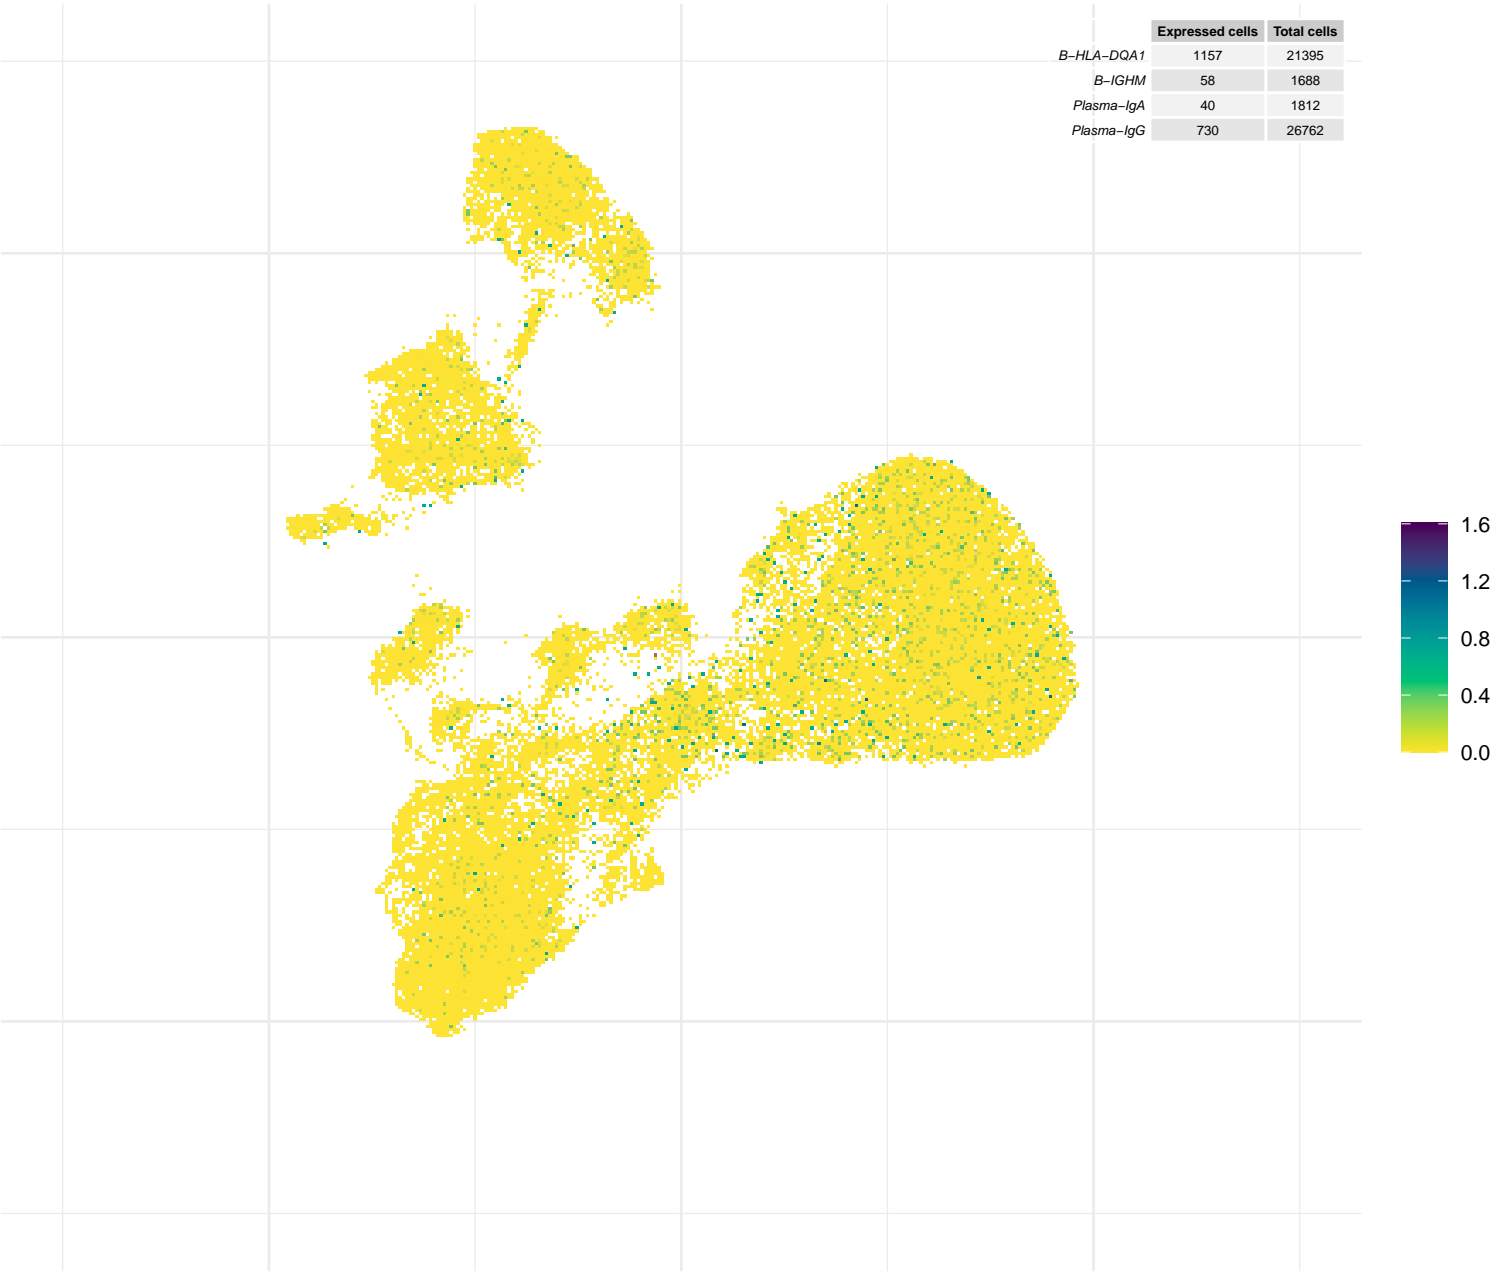 Expressed cells Total cells
B−HLA−DQA1 1157 21395
B−IGHM 58 1688
Plasma−IgA 40 1812
Plasma−IgG 730 26762
1.6
1.2
0.8
0.4
0.0